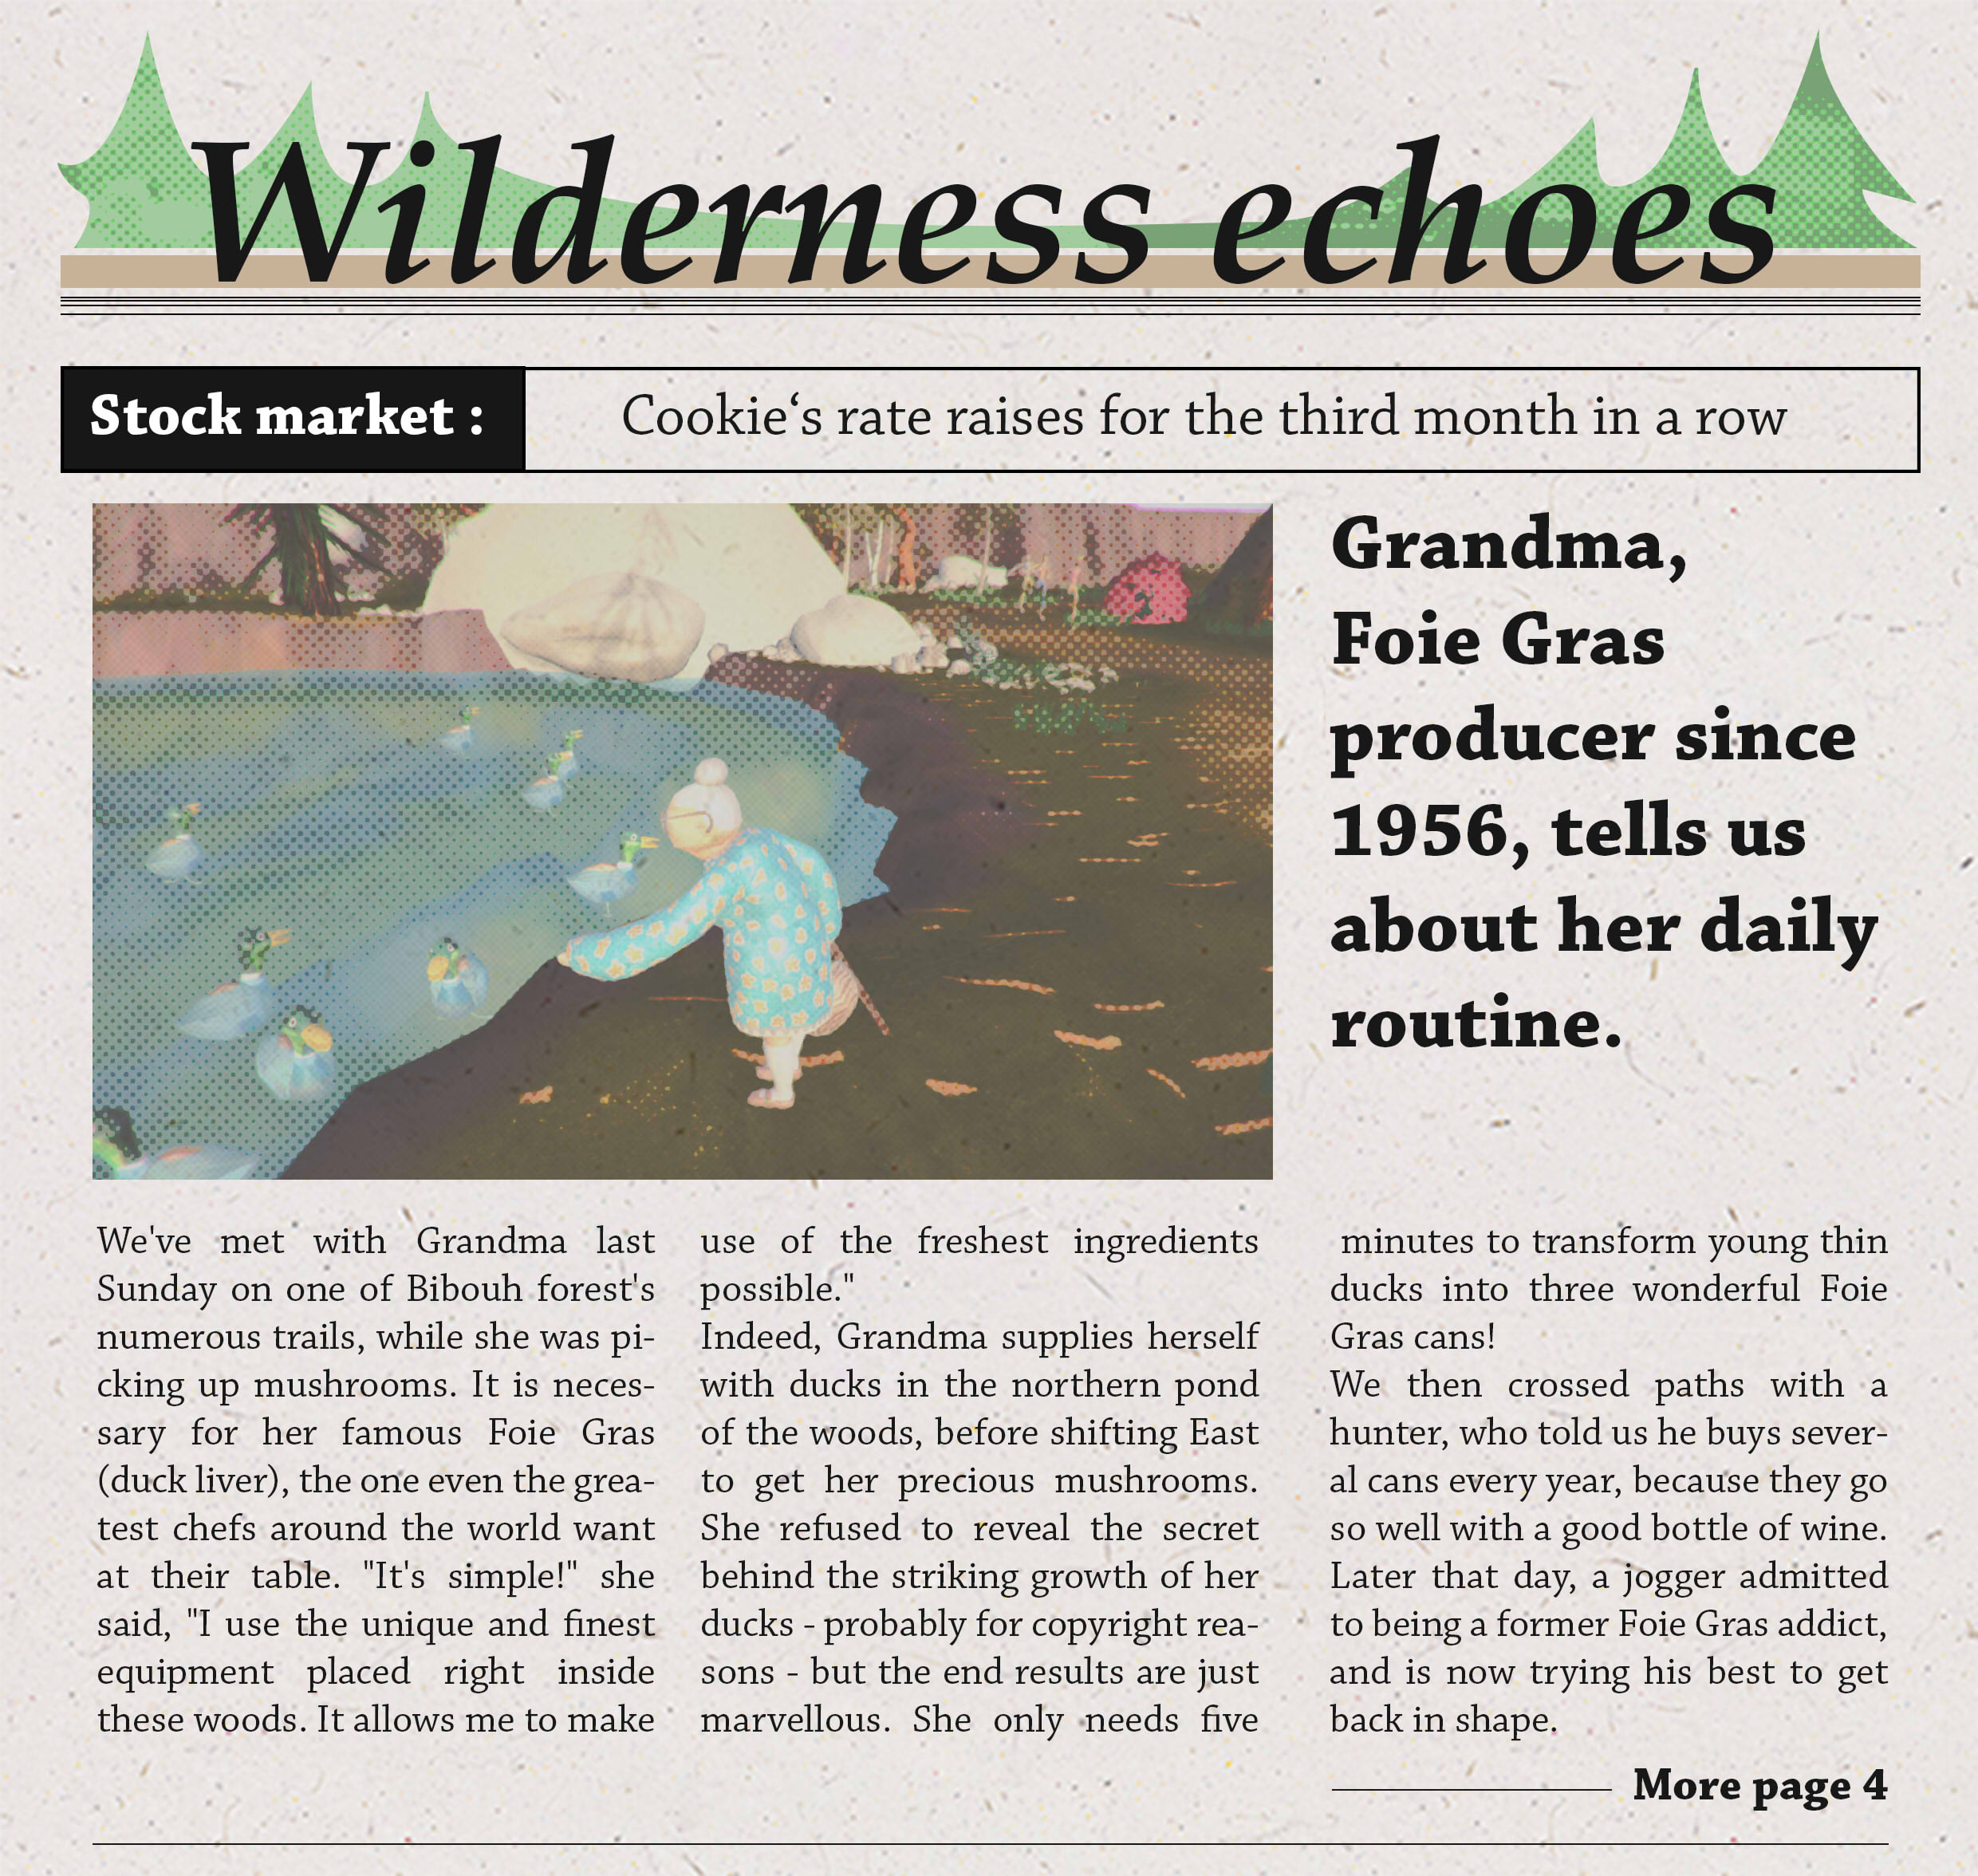 Wilderness echoes
Stock market :
Cookie‘s rate raises for the third month in a row
Grandma,
Foie Gras
producer since
1956, tells us
about her daily
routine.
We've met with Grandma last
Sunday on one of Bibouh forest's
numerous trails, while she was pi-
cking up mushrooms. It is neces-
sary for her famous Foie Gras
(duck liver), the one even the grea-
test chefs around the world want
at their table. "It's simple!" she
said, "I use the unique and finest
equipment placed right inside
these woods. It allows me to make
use of the freshest ingredients
possible."
Indeed, Grandma supplies herself
with ducks in the northern pond
of the woods, before shifting East
to get her precious mushrooms.
She refused to reveal the secret
behind the striking growth of her
ducks - probably for copyright rea-
sons - but the end results are just
marvellous. She only needs five
minutes to transform young thin
ducks into three wonderful Foie
Gras cans!
We then crossed paths with a
hunter, who told us he buys sever-
al cans every year, because they go
so well with a good bottle of wine.
Later that day, a jogger admitted
to being a former Foie Gras addict,
and is now trying his best to get
back in shape.
More page 4